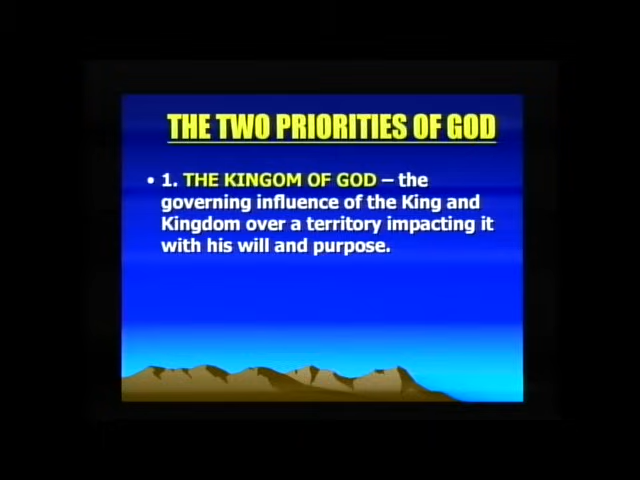 THE TWO PRIORITIES OF GOD
• 1. THE KINGOM OF GOD – the
governing influence of the King and
Kingdom over a territory impacting it
with his will and purpose.